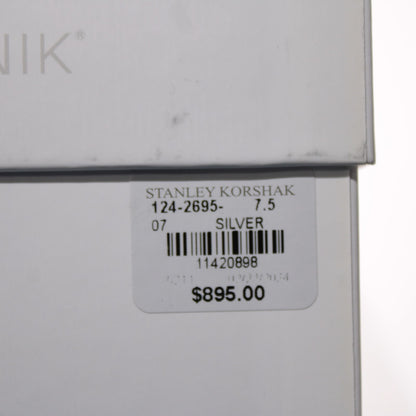 NIK®
STANLEY KORSHAK
124-2695- 7.5
07 SILVER
11420898
$895.00